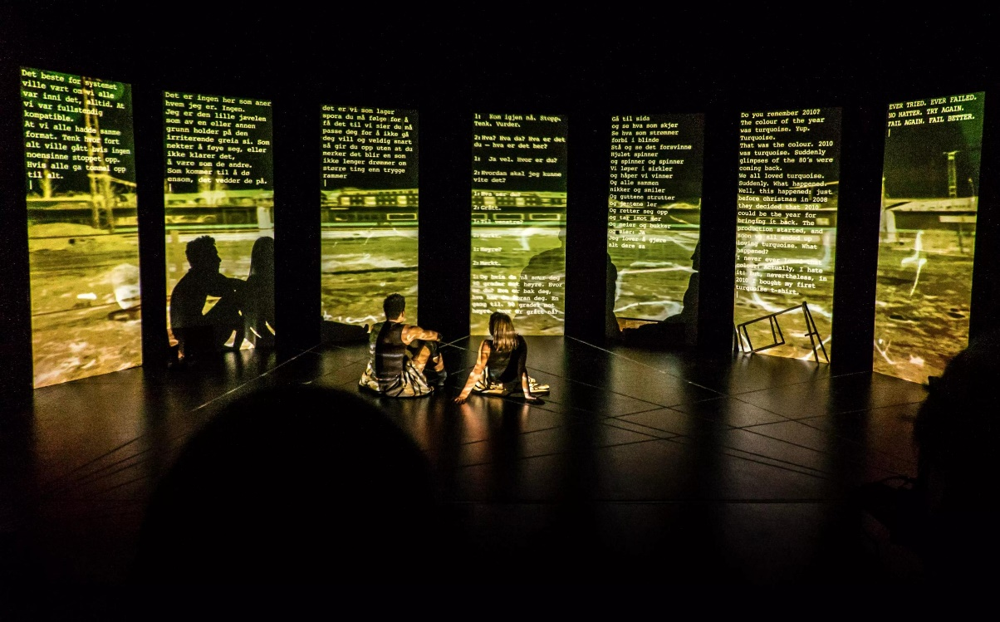 Det beste for systemet
ville vært om vi alle
var inni det, alltid. At
vi var fullstendig
kompatible.
At vi alle hadde samme
format. Tenk hvor fort
alt ville gått hvis ingen
noensinne stoppet opp.
Hvis alle ga tommel opp
til alt.
Det er ingen her som aner
hvem jeg er. Ingen.
Jeg er den lille jævelen
som av en eller annen
grunn holder på den
irriterende greia si. Som
nekter å føye seg, eller
ikke klarer det,
å være som de andre.
Som kommer til å dø
ensom, det vedder de på.
det er vi som lager
spora du må følge for å
få det til vi sier du må
passe deg for å ikke gå
deg vill og veldig snart
så gir du opp uten at du
merker det blir en som
ikke lenger drømmer om
større ting enn trygge
rammer
1: Kom igjen nå. Stopp.
Tenk. Vurder.
2: Hva? Hva da? Hva er det
du – hva er det her?
1: Ja vel. Hvor er du?
2: Hvordan skal jeg kunne
vite det?
1: Hva ser du?
2: Grått.
1: Til venstre?
2: Mørkt.
1: Høyre?
2: Mørkt.
1: Og hvis du nå snur deg
90 grader mot høyre. Hvor
er du? Hva er bak deg,
hva har du foran deg. En
gang til. 90 grader mot
høyre. Hvor er grått nå?
Gå til sida
og se hva som skjer
Se hva som strømmer
forbi i blinde
Stå og se det forsvinne
Hjulet spinner
og spinner og spinner
Vi løper i sirkler
og håper vi vinner
Og alle sammen
nikker og smiler
Og guttene strutter
og jentene ler
Og retter seg opp
og tar imot mer
Og neier og bukker
og sier: Ja
Jeg lover å gjøre
alt dere sa
Do you remember 2010?
The colour of the year
was turquoise. Yup.
Turquoise.
That was the colour. 2010
was turquoise. Suddenly
glimpses of the 80's were
coming back.
We all loved turquoise.
Suddenly. What happened.
Well, this happened: just
before christmas in 2008
they decided that 2010
could be the year for
bringing it back. The
production started, and
soon we all ended up
loving turquoise. What
happened?
I never ever loved that
colour. Actually, I hate
it! But, nevertheless, in
2010 I bought my first
turquoise t-shirt.
EVER TRIED. EVER FAILED.
NO MATTER. TRY AGAIN.
FAIL AGAIN. FAIL BETTER.